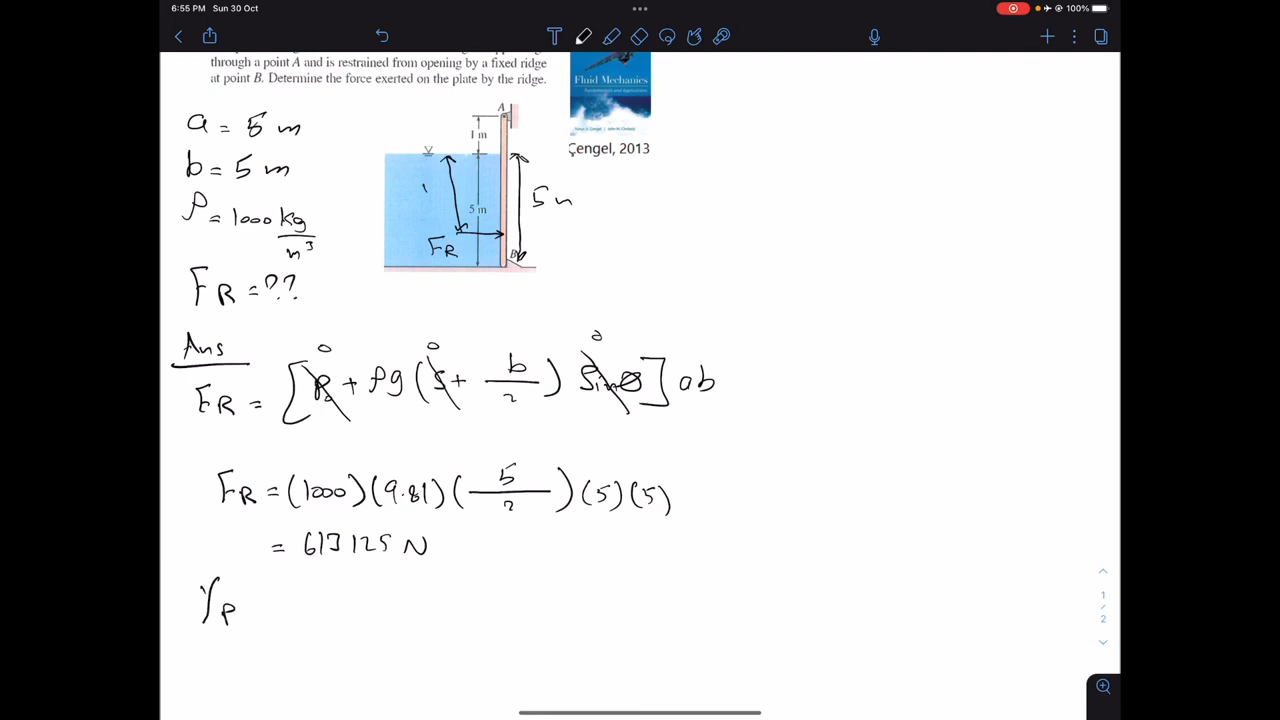 6:55 PM Sun 30 Oct
100%
through a point A and is restrained from opening by a fixed ridge
at point B. Determine the force exerted on the plate by the ridge.
Fluid Mechanics
Çengel, 2013
a = 5 m
b = 5 m
ρ = 1000 kg/m³
F_R = ??
A
1 m
5 m
5 m
F_R
B
Ans
F_R = [P₀ + ρg (s + b/2) sin θ] ab
0 0 0
F_R = (1000)(9.81)(5/2)(5)(5)
= 613125 N
y_P
1/2